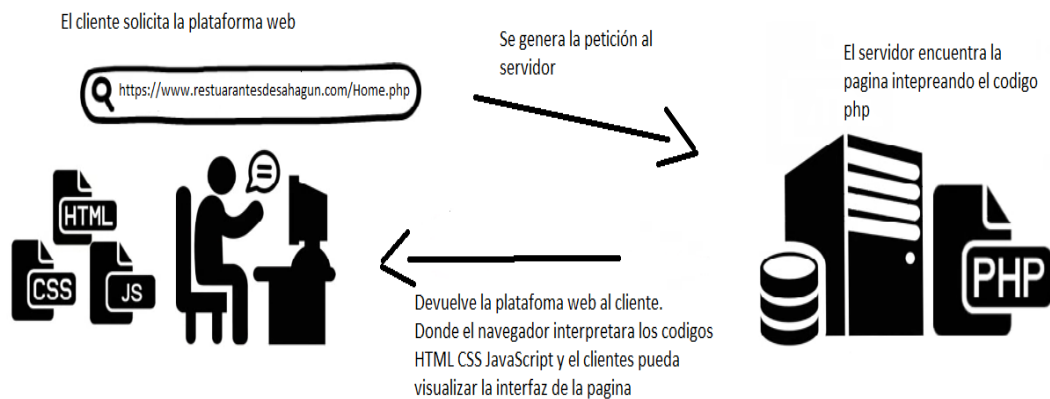 El cliente solicita la plataforma web
https://www.restuarantesdesahagun.com/Home.php
Se genera la petición al
servidor
El servidor encuentra la
pagina intepreando el codigo
php
HTML
CSS
JS
PHP
Devuelve la platafoma web al cliente.
Donde el navegador interpretara los codigos
HTML CSS JavaScript y el clientes pueda
visualizar la interfaz de la pagina